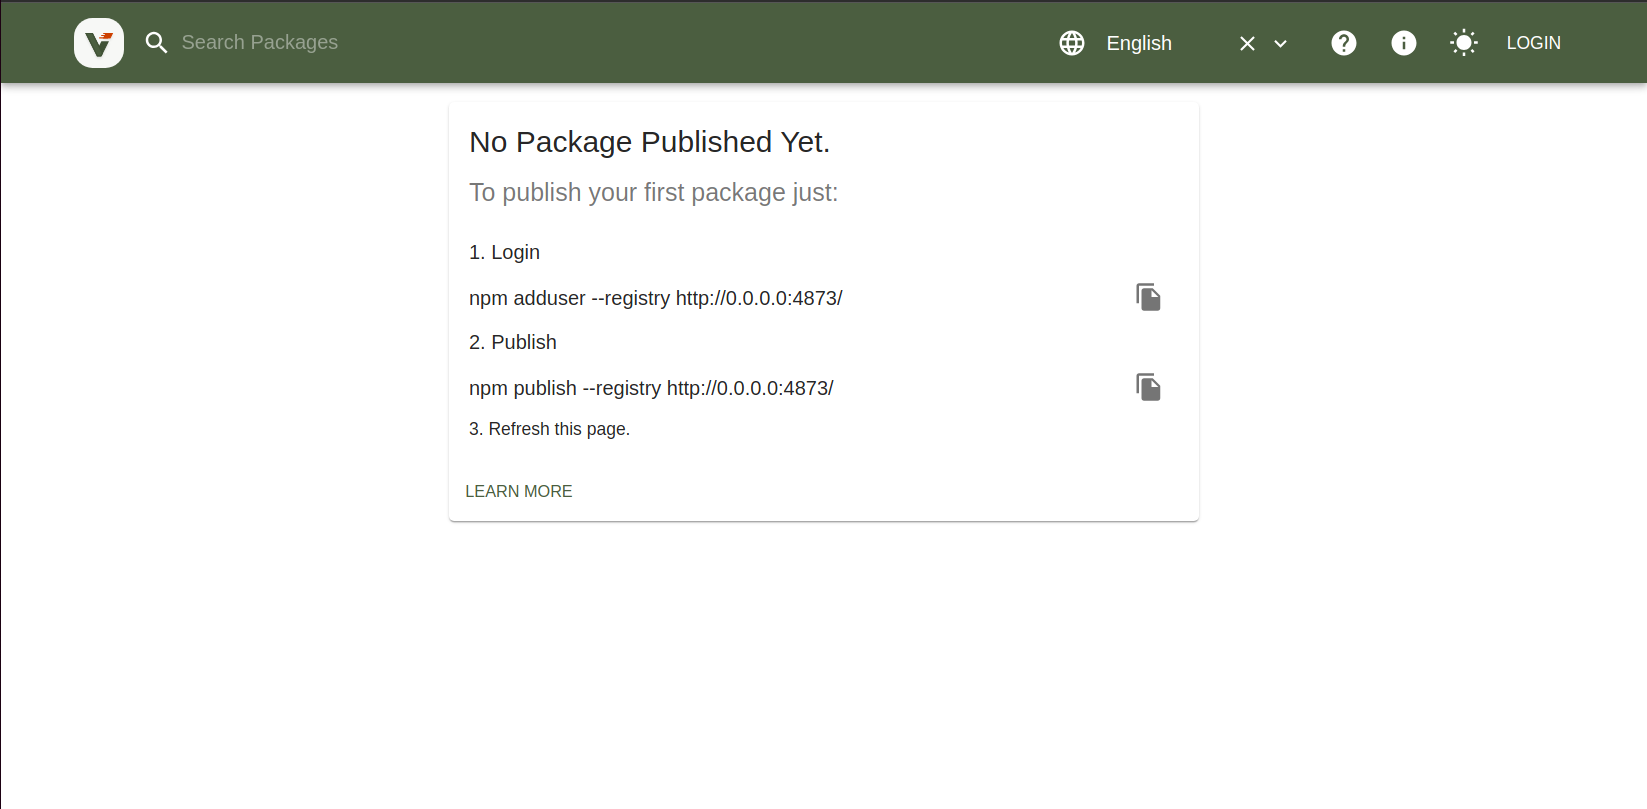 Search Packages
English
LOGIN
No Package Published Yet.
To publish your first package just:
1. Login
npm adduser --registry http://0.0.0.0:4873/
2. Publish
npm publish --registry http://0.0.0.0:4873/
3. Refresh this page.
LEARN MORE